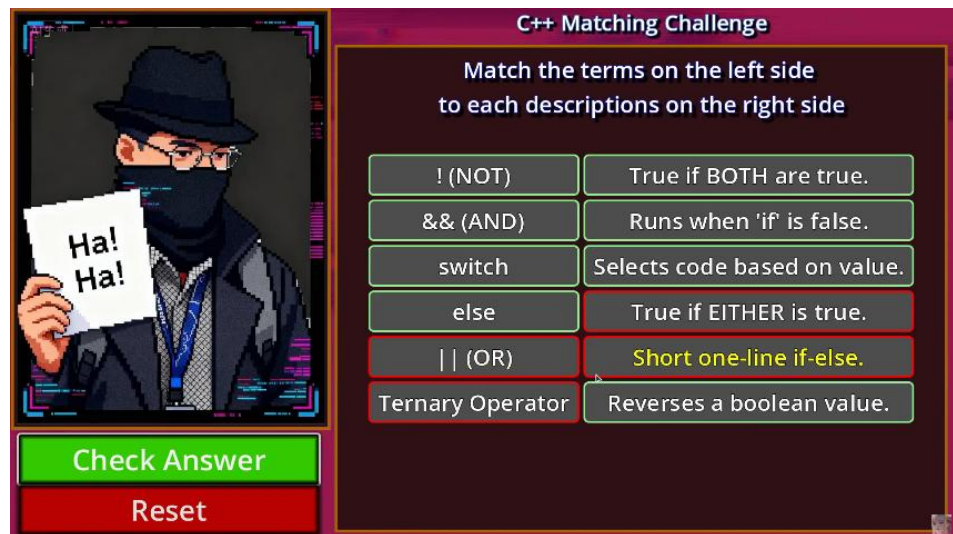 C++ Matching Challenge
Match the terms on the left side
to each descriptions on the right side
Ha!
Ha!
! (NOT)
True if BOTH are true.
&& (AND)
Runs when 'if' is false.
switch
Selects code based on value.
else
True if EITHER is true.
|| (OR)
Short one-line if-else.
Ternary Operator
Reverses a boolean value.
Check Answer
Reset